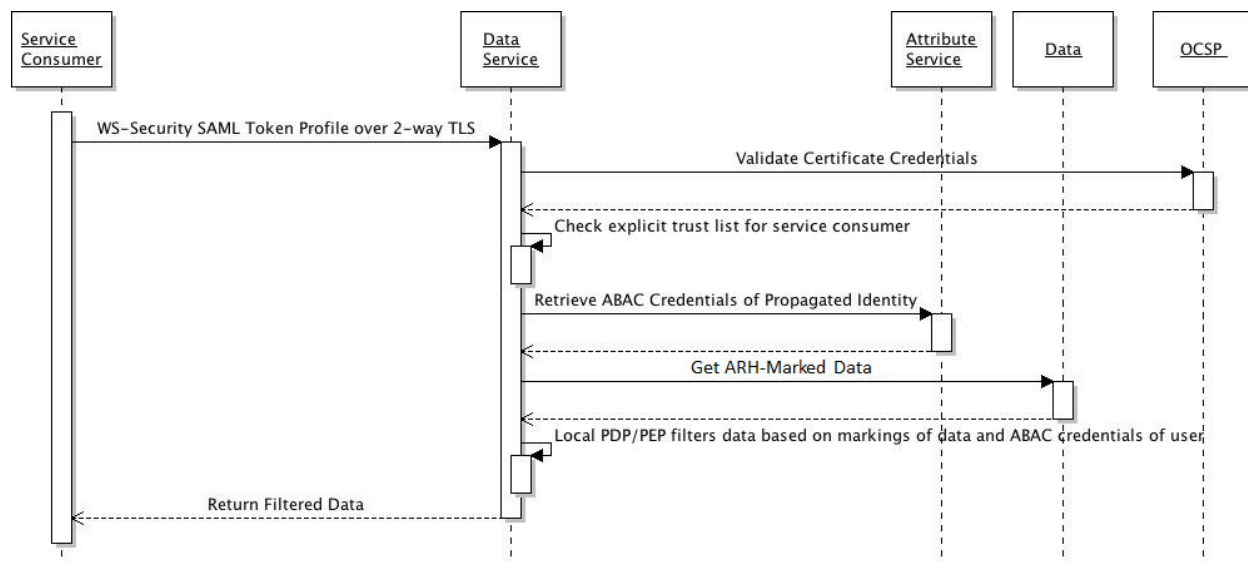 Service
Consumer
Data
Service
Attribute
Service
Data
OCSP
WS-Security SAML Token Profile over 2-way TLS
Validate Certificate Credentials
Check explicit trust list for service consumer
Retrieve ABAC Credentials of Propagated Identity
Get ARH-Marked Data
Local PDP/PEP filters data based on markings of data and ABAC credentials of user
Return Filtered Data